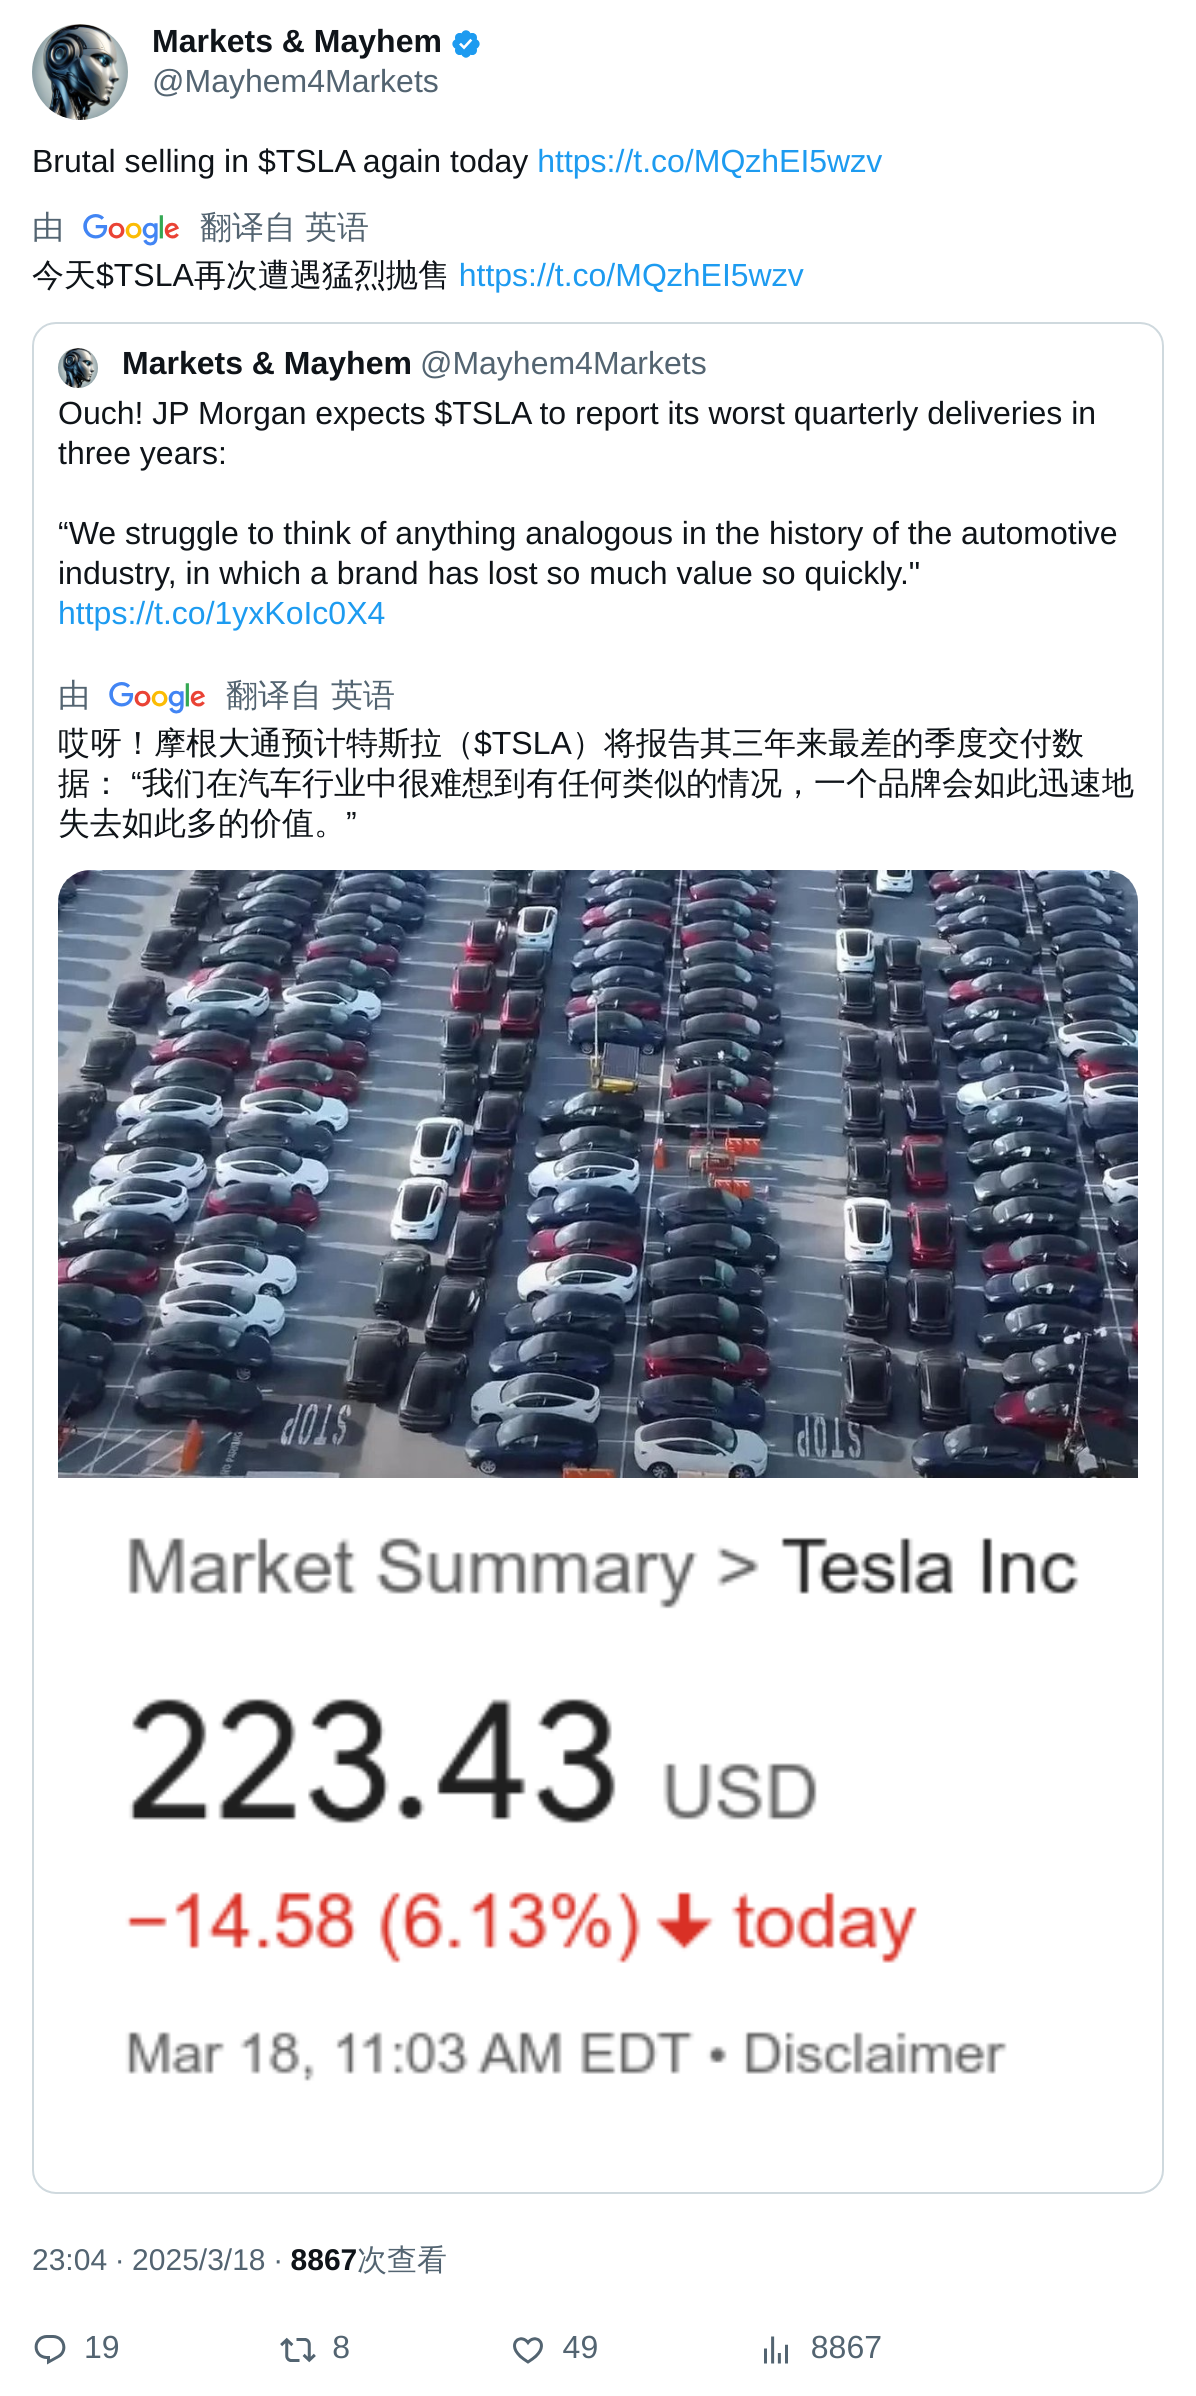 Markets & Mayhem
@Mayhem4Markets
Brutal selling in $TSLA again today https://t.co/MQzhEI5wzv
由 Google 翻译自 英语
今天$TSLA再次遭遇猛烈抛售 https://t.co/MQzhEI5wzv
Markets & Mayhem @Mayhem4Markets
Ouch! JP Morgan expects $TSLA to report its worst quarterly deliveries in
three years:
“We struggle to think of anything analogous in the history of the automotive
industry, in which a brand has lost so much value so quickly."
https://t.co/1yxKoIc0X4
由 Google 翻译自 英语
哎呀！摩根大通预计特斯拉（$TSLA）将报告其三年来最差的季度交付数
据： “我们在汽车行业中很难想到有任何类似的情况，一个品牌会如此迅速地
失去如此多的价值。”
STOP
STOP
NO PARKING
Market Summary > Tesla Inc
223.43 USD
−14.58 (6.13%) ↓ today
Mar 18, 11:03 AM EDT • Disclaimer
23:04 · 2025/3/18 · 8867次查看
19 8 49 8867